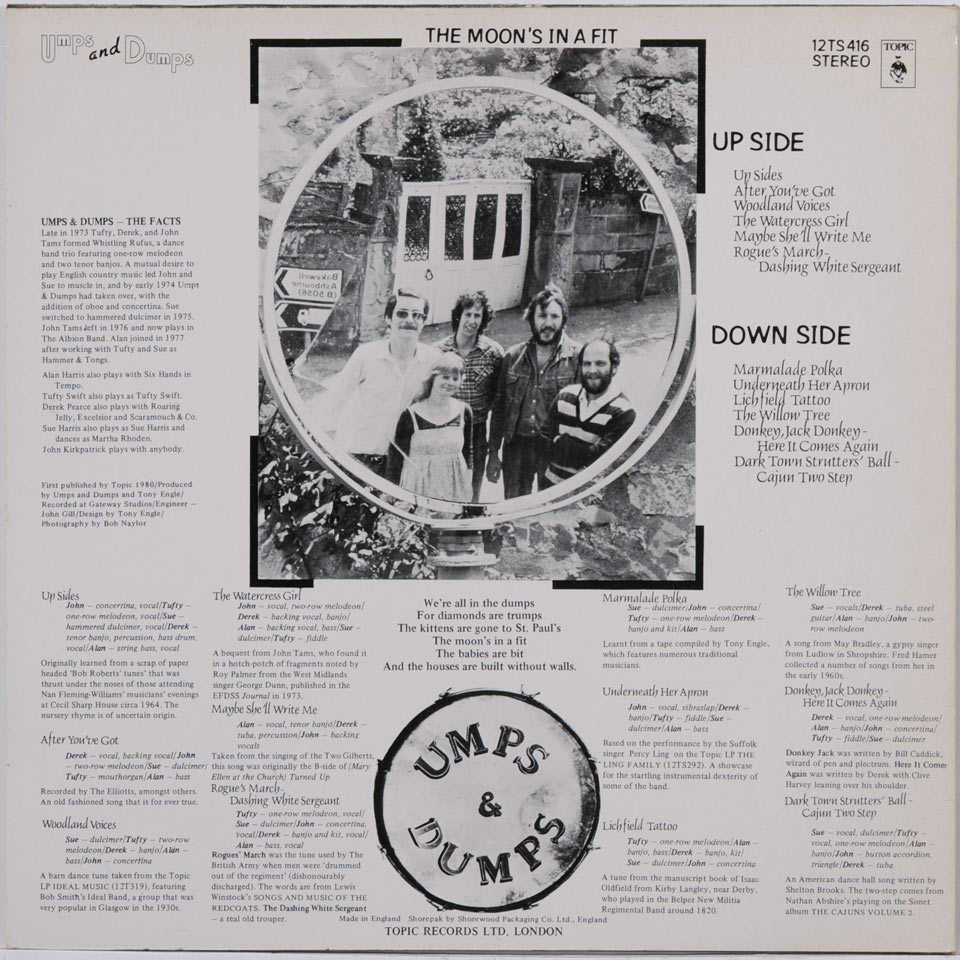 Umps and Dumps
THE MOON'S IN A FIT
12TS416
STEREO
TOPIC
UP SIDE
Up Sides
After You've Got
Woodland Voices
The Watercress Girl
Maybe She'll Write Me
Rogue's March-
Dashing White Sergeant
DOWN SIDE
Marmalade Polka
Underneath Her Apron
Lichfield Tattoo
The Willow Tree
Donkey, Jack Donkey-
Here It Comes Again
Dark Town Strutters' Ball -
Cajun Two Step
UMPS & DUMPS – THE FACTS
Late in 1973 Tufty, Derek, and John
Tams formed Whistling Rufus, a dance
band trio featuring one-row melodeon
and two tenor banjos. A mutual desire to
play English country music led John and
Sue to muscle in, and by early 1974 Umps
& Dumps had taken over, with the
addition of oboe and concertina. Sue
switched to hammered dulcimer in 1975.
John Tams left in 1976 and now plays in
The Albion Band. Alan joined in 1977
after working with Tufty and Sue as
Hammer & Tongs.
Alan Harris also plays with Six Hands in
Tempo.
Tufty Swift also plays as Tufty Swift.
Derek Pearce also plays with Roaring
Jelly, Excelsior and Scaramouch & Co.
Sue Harris also plays as Sue Harris and
dances as Martha Rhoden.
John Kirkpatrick plays with anybody.
First published by Topic 1980/Produced
by Umps and Dumps and Tony Engle/
Recorded at Gateway Studios/Engineer –
John Gill/Design by Tony Engle/
Photography by Bob Naylor
Bakewell
Ashbourne
(B 5056)
Up Sides
John – concertina, vocal/Tufty –
one-row melodeon, vocal/Sue –
hammered dulcimer, vocal/Derek –
tenor banjo, percussion, bass drum,
vocal/Alan – string bass, vocal
Originally learned from a scrap of paper
headed 'Bob Roberts' tunes' that was
thrust under the noses of those attending
Nan Fleming-Williams' musicians' evenings
at Cecil Sharp House circa 1964. The
nursery rhyme is of uncertain origin.
After You've Got
Derek – vocal, backing vocal/John
– two-row melodeon/Sue – dulcimer/
Tufty – mouthorgan/Alan – bass
Recorded by The Elliotts, amongst others.
An old fashioned song that is for ever true.
Woodland Voices
Sue – dulcimer/Tufty – two-row
melodeon/Derek – banjo/Alan –
bass/John – concertina
A barn dance tune taken from the Topic
LP IDEAL MUSIC (12T319), featuring
Bob Smith's Ideal Band, a group that was
very popular in Glasgow in the 1930s.
The Watercress Girl
John – vocal, two-row melodeon/
Derek – backing vocal, banjo/
Alan – backing vocal, bass/Sue –
dulcimer/Tufty – fiddle
A bequest from John Tams, who found it
in a hotch-potch of fragments noted by
Roy Palmer from the West Midlands
singer George Dunn, published in the
EFDSS Journal in 1973.
Maybe She'll Write Me
Alan – vocal, tenor banjo/Derek –
tuba, percussion/John – backing
vocals
Taken from the singing of the Two Gilberts,
this song was originally the B-side of (Mary
Ellen at the Church) Turned Up
Rogue's March-
Dashing White Sergeant
Tufty – one-row melodeon, vocal/
Sue – dulcimer/John – concertina,
vocal/Derek – banjo and kit, vocal/
Alan – bass, vocal
Rogues' March was the tune used by The
British Army when men were 'drummed
out of the regiment' (dishonourably
discharged). The words are from Lewis
Winstock's SONGS AND MUSIC OF THE
REDCOATS. The Dashing White Sergeant
– a real old trouper.
We're all in the dumps
For diamonds are trumps
The kittens are gone to St. Paul's
The moon's in a fit
The babies are bit
And the houses are built without walls.
UMPS
&
DUMPS
Marmalade Polka
Sue – dulcimer/John – concertina/
Tufty – one-row melodeon/Derek –
banjo and kit/Alan – bass
Learnt from a tape compiled by Tony Engle,
which features numerous traditional
musicians.
Underneath Her Apron
John – vocal, vibraslap/Derek –
banjo/Tufty – fiddle/Sue –
dulcimer/Alan – bass
Based on the performance by the Suffolk
singer Percy Ling on the Topic LP THE
LING FAMILY (12TS292). A showcase
for the startling instrumental dexterity of
some of the band.
Lichfield Tattoo
Tufty – one-row melodeon/Alan –
banjo, bass/Derek – banjo, kit/
Sue – dulcimer/John – concertina
A tune from the manuscript book of Isaac
Oldfield from Kirby Langley, near Derby,
who played in the Belper New Militia
Regimental Band around 1820.
The Willow Tree
Sue – vocals/Derek – tuba, steel
guitar/Alan – banjo/John – two-
row melodeon
A song from May Bradley, a gypsy singer
from Ludlow in Shropshire. Fred Hamer
collected a number of songs from her in
the early 1960s.
Donkey, Jack Donkey-
Here It Comes Again
Derek – vocal, one-row melodeon/
Alan – banjo/John – concertina/
Tufty – fiddle/Sue – dulcimer
Donkey Jack was written by Bill Caddick,
wizard of pen and plectrum. Here It Comes
Again was written by Derek with Clive
Harvey leaning over his shoulder.
Dark Town Strutters' Ball -
Cajun Two Step
Sue – vocal, dulcimer/Tufty –
vocal, one-row melodeon/Alan –
banjo/John – button accordion,
triangle/Derek – tuba
An American dance hall song written by
Shelton Brooks. The two-step comes from
Nathan Abshire's playing on the Sonet
album THE CAJUNS VOLUME 2.
Made in England Shorepak by Shorewood Packaging Co. Ltd., England
TOPIC RECORDS LTD, LONDON